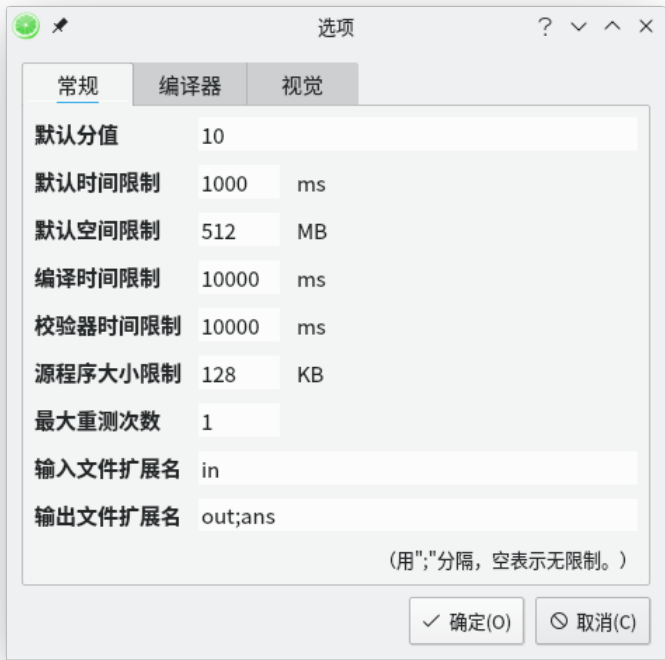 选项
常规 编译器 视觉
默认分值 10
默认时间限制 1000 ms
默认空间限制 512 MB
编译时间限制 10000 ms
校验器时间限制 10000 ms
源程序大小限制 128 KB
最大重测次数 1
输入文件扩展名 in
输出文件扩展名 out;ans
（用";"分隔，空表示无限制。）
确定(O) 取消(C)